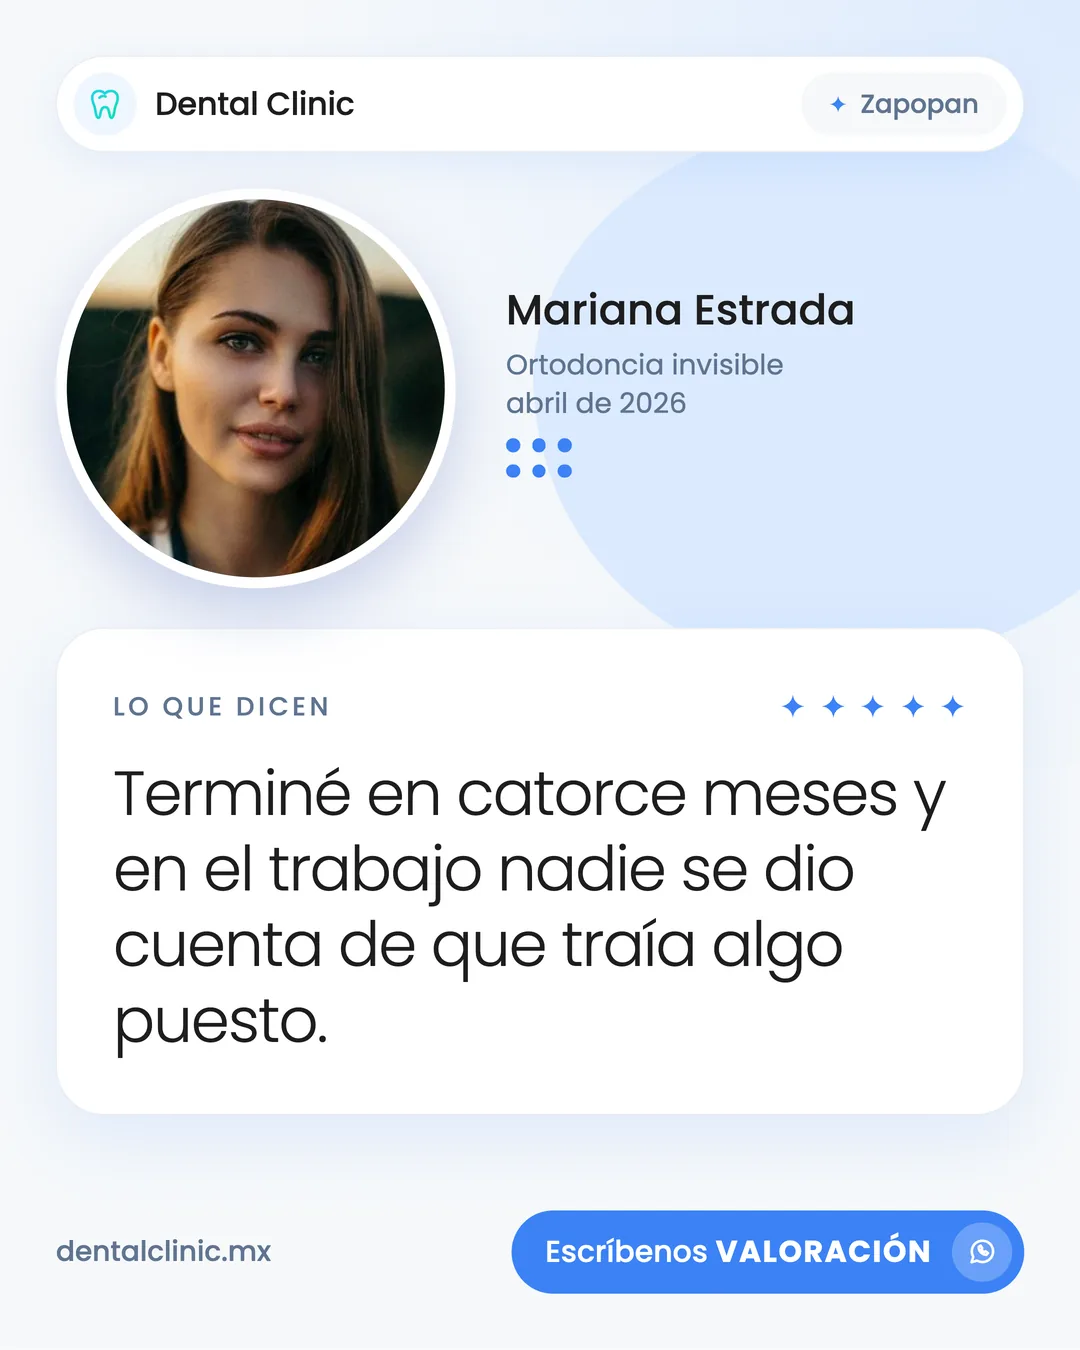 Dental Clinic
Zapopan
Mariana Estrada
Ortodoncia invisible
abril de 2026
LO QUE DICEN
Terminé en catorce meses y
en el trabajo nadie se dio
cuenta de que traía algo
puesto.
dentalclinic.mx
Escríbenos VALORACIÓN